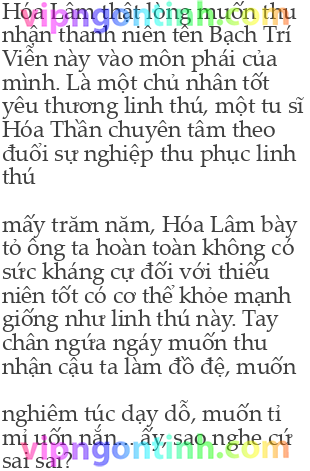 Hóa Lâm thật lòng muốn thu
vipngontinh.com
nhận thanh niên tên Bạch Trí
Viễn này vào môn phái của
mình. Là một chủ nhân tốt
yêu thương linh thú, một tu sĩ
Hóa Thần chuyên tâm theo
đuổi sự nghiệp thu phục linh
thú
mấy trăm năm, Hóa Lâm bày
tỏ ông ta hoàn toàn không có
sức kháng cự đối với thiếu
niên tốt có cơ thể khỏe mạnh
giống như linh thú này. Tay
chân ngứa ngáy muốn thu
nhận cậu ta làm đồ đệ, muốn
nghiêm túc dạy dỗ, muốn tỉ
mỉ uốn nắn... ấy, sao nghe cứ
vipngontinh.com
sai sai?